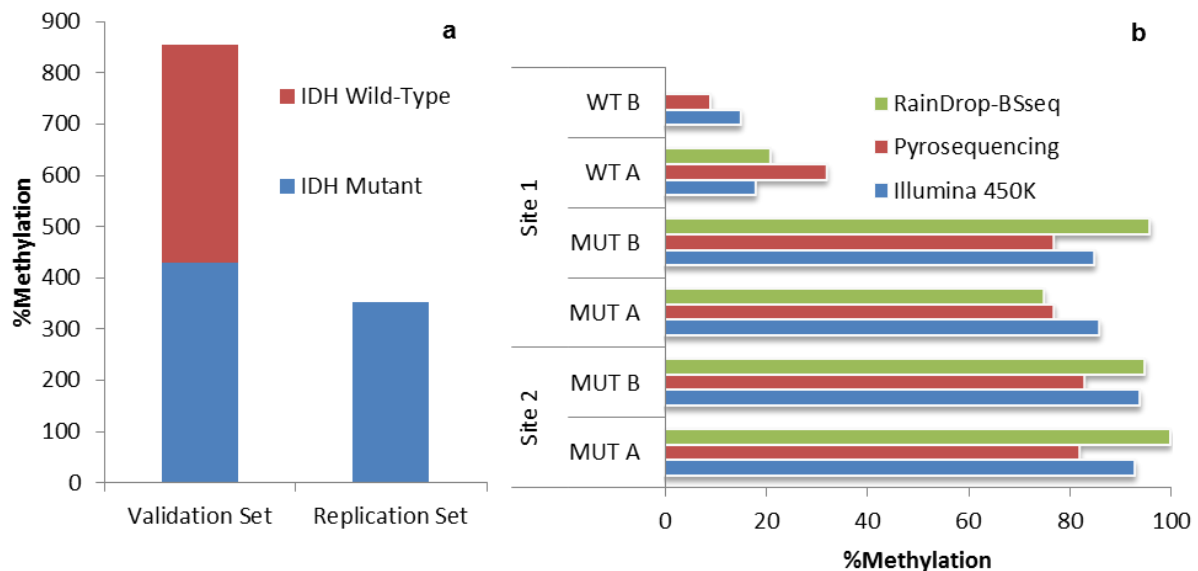 a
%Methylation
900
800
700
600
500
400
300
200
100
0
IDH Wild-Type
IDH Mutant
Validation Set
Replication Set
b
Site 1
WT B
WT A
MUT B
MUT A
Site 2
MUT B
MUT A
RainDrop-BSseq
Pyrosequencing
Illumina 450K
0 20 40 60 80 100
%Methylation